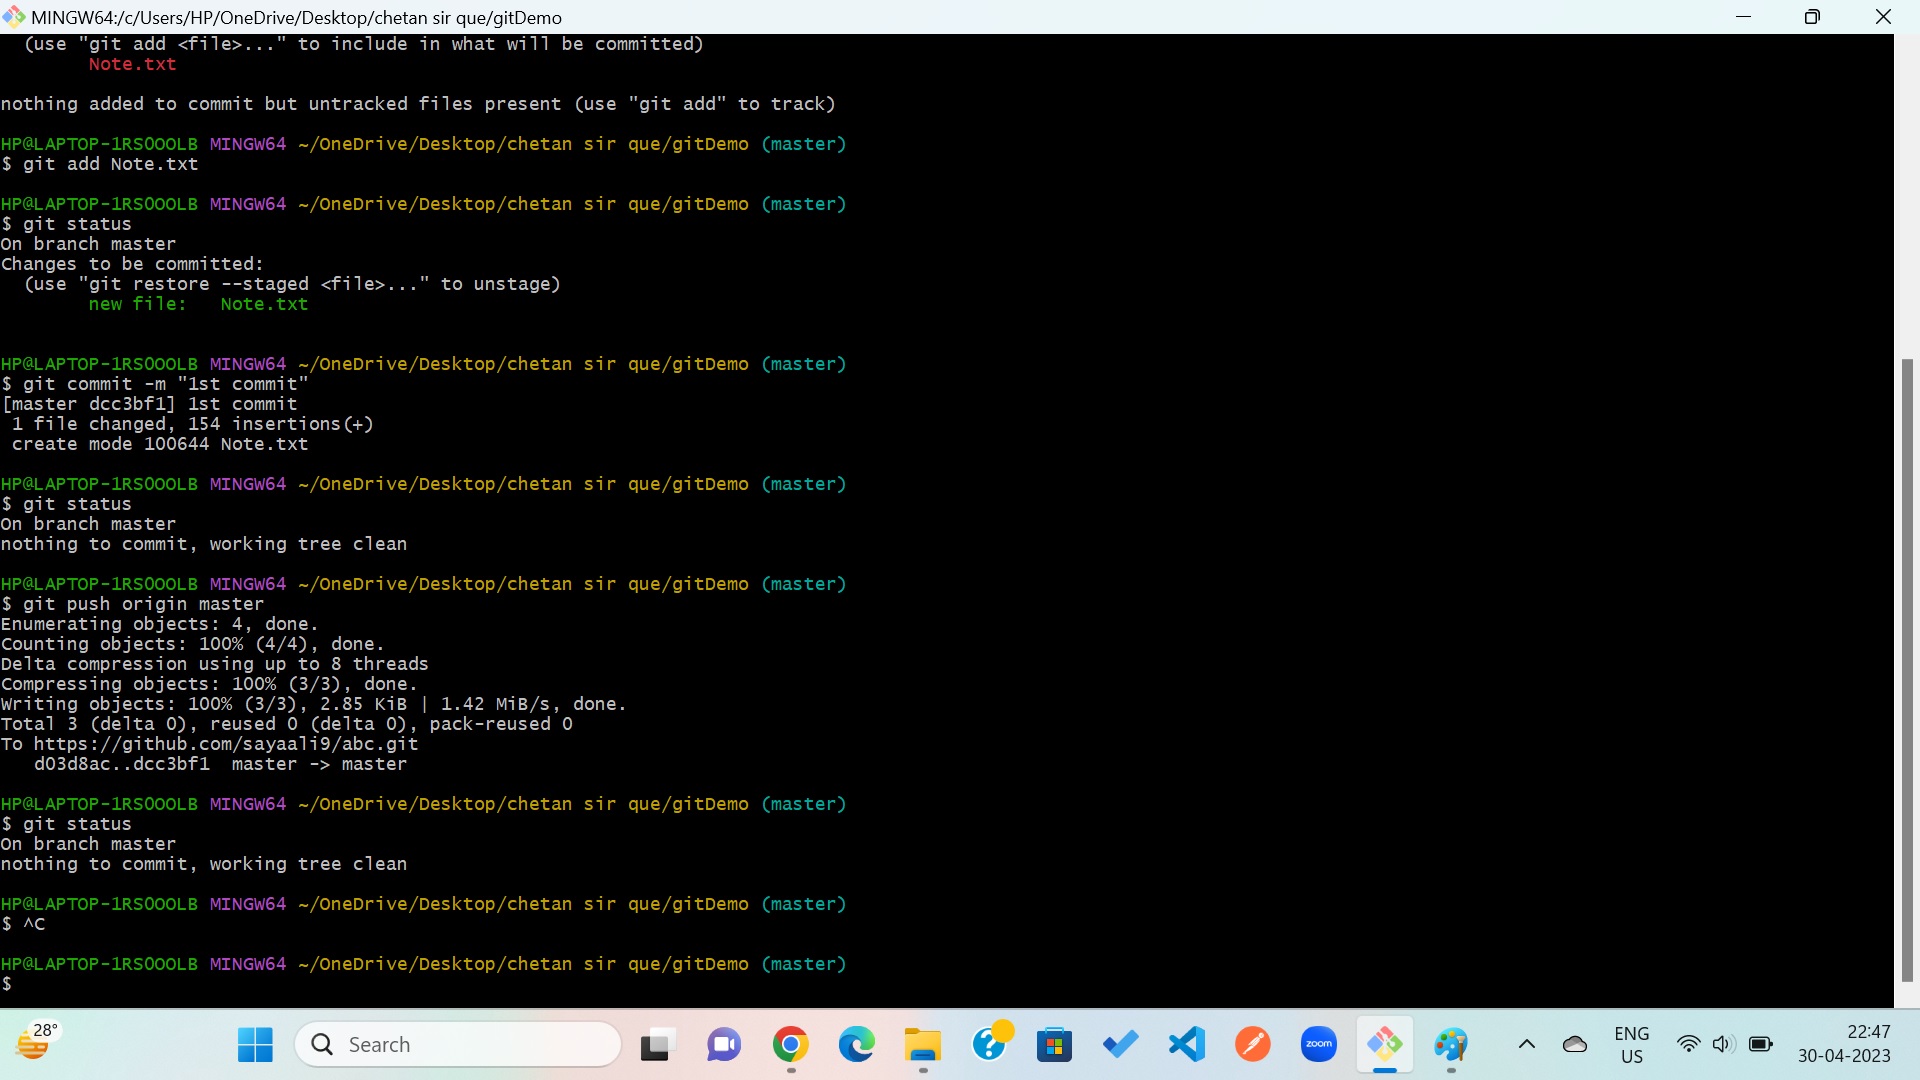 MINGW64:/c/Users/HP/OneDrive/Desktop/chetan sir que/gitDemo
  (use "git add <file>..." to include in what will be committed)
        Note.txt

nothing added to commit but untracked files present (use "git add" to track)

HP@LAPTOP-1RS0OOLB MINGW64 ~/OneDrive/Desktop/chetan sir que/gitDemo (master)
$ git add Note.txt

HP@LAPTOP-1RS0OOLB MINGW64 ~/OneDrive/Desktop/chetan sir que/gitDemo (master)
$ git status
On branch master
Changes to be committed:
  (use "git restore --staged <file>..." to unstage)
        new file:   Note.txt


HP@LAPTOP-1RS0OOLB MINGW64 ~/OneDrive/Desktop/chetan sir que/gitDemo (master)
$ git commit -m "1st commit"
[master dcc3bf1] 1st commit
 1 file changed, 154 insertions(+)
 create mode 100644 Note.txt

HP@LAPTOP-1RS0OOLB MINGW64 ~/OneDrive/Desktop/chetan sir que/gitDemo (master)
$ git status
On branch master
nothing to commit, working tree clean

HP@LAPTOP-1RS0OOLB MINGW64 ~/OneDrive/Desktop/chetan sir que/gitDemo (master)
$ git push origin master
Enumerating objects: 4, done.
Counting objects: 100% (4/4), done.
Delta compression using up to 8 threads
Compressing objects: 100% (3/3), done.
Writing objects: 100% (3/3), 2.85 KiB | 1.42 MiB/s, done.
Total 3 (delta 0), reused 0 (delta 0), pack-reused 0
To https://github.com/sayaali9/abc.git
   d03d8ac..dcc3bf1  master -> master

HP@LAPTOP-1RS0OOLB MINGW64 ~/OneDrive/Desktop/chetan sir que/gitDemo (master)
$ git status
On branch master
nothing to commit, working tree clean

HP@LAPTOP-1RS0OOLB MINGW64 ~/OneDrive/Desktop/chetan sir que/gitDemo (master)
$ ^C

HP@LAPTOP-1RS0OOLB MINGW64 ~/OneDrive/Desktop/chetan sir que/gitDemo (master)
$
28°
Search
zoom
ENG
US
22:47
30-04-2023